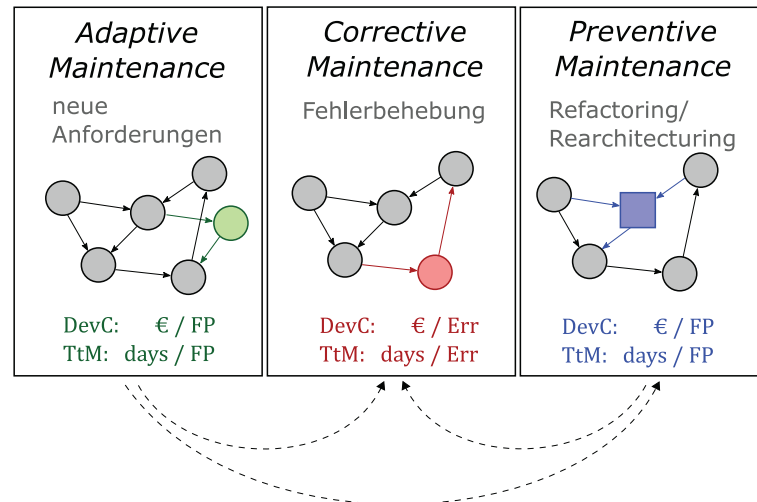 Adaptive
Maintenance
neue
Anforderungen
DevC: € / FP
TtM: days / FP
Corrective
Maintenance
Fehlerbehebung
DevC: € / Err
TtM: days / Err
Preventive
Maintenance
Refactoring/
Rearchitecturing
DevC: € / FP
TtM: days / FP